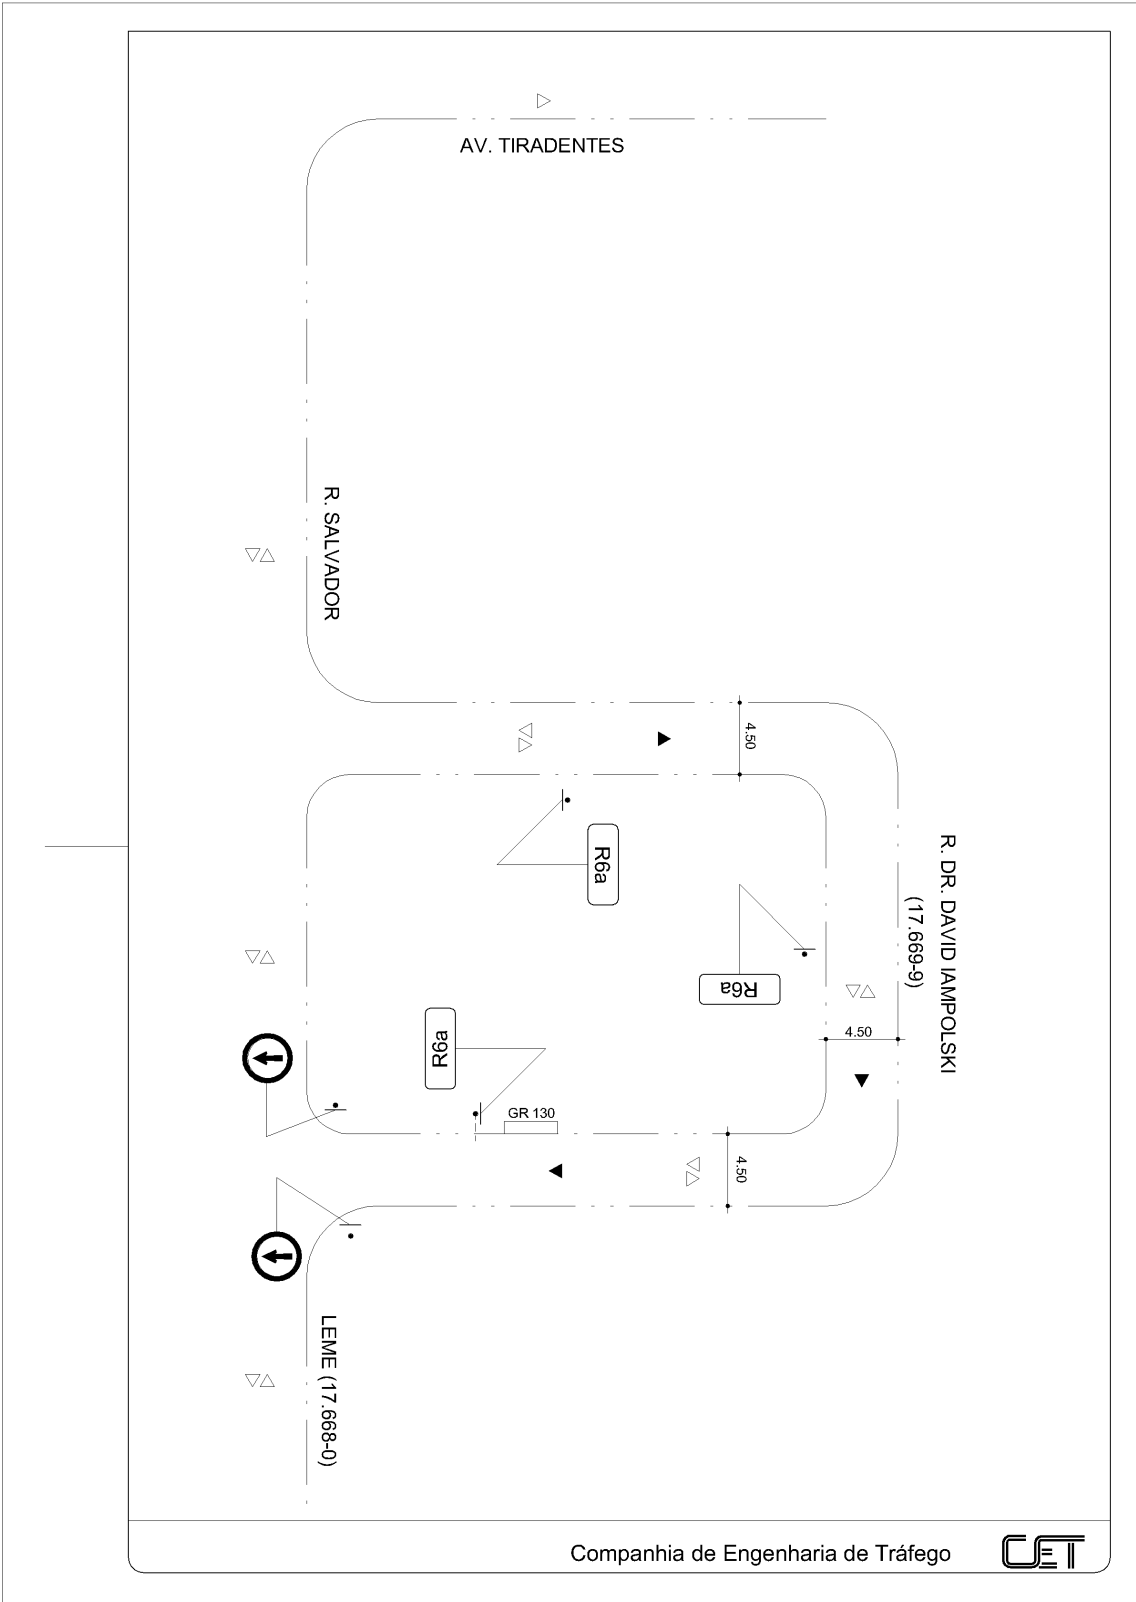 AV. TIRADENTES
R. SALVADOR
4.50
R6a
R6a
R. DR. DAVID IAMPOLSKI
(17.669-9)
4.50
R6a
GR 130
4.50
LEME (17.668-0)
Companhia de Engenharia de Tráfego
CET